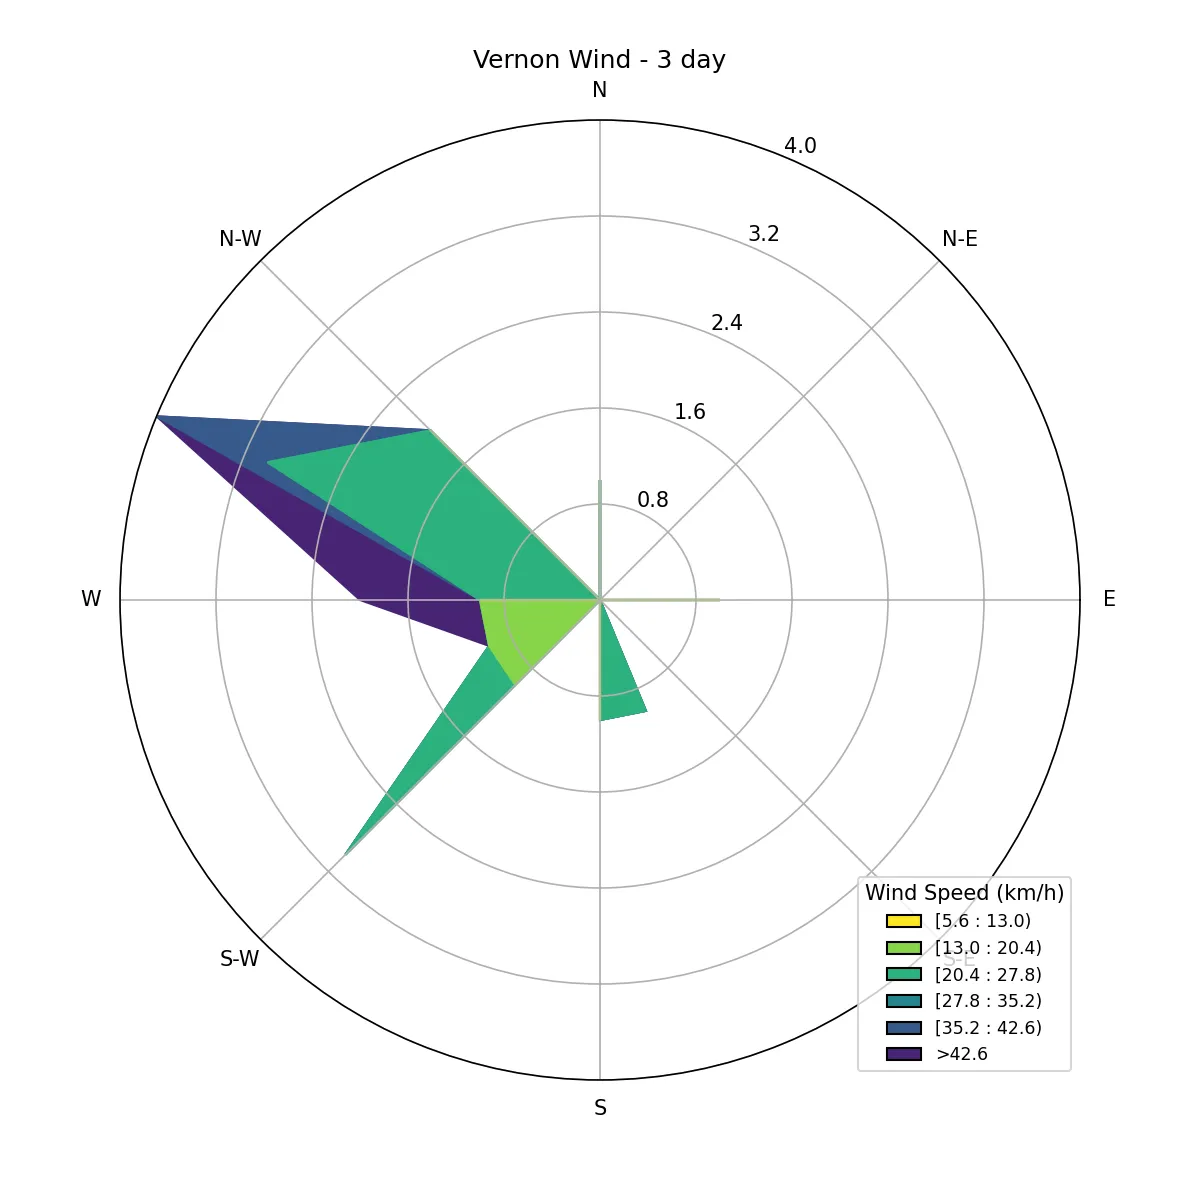 Vernon Wind - 3 day
N
4.0
N-W
3.2
N-E
2.4
1.6
0.8
W
E
S-W
S-E
S
Wind Speed (km/h)
[5.6 : 13.0)
[13.0 : 20.4)
[20.4 : 27.8)
[27.8 : 35.2)
[35.2 : 42.6)
>42.6